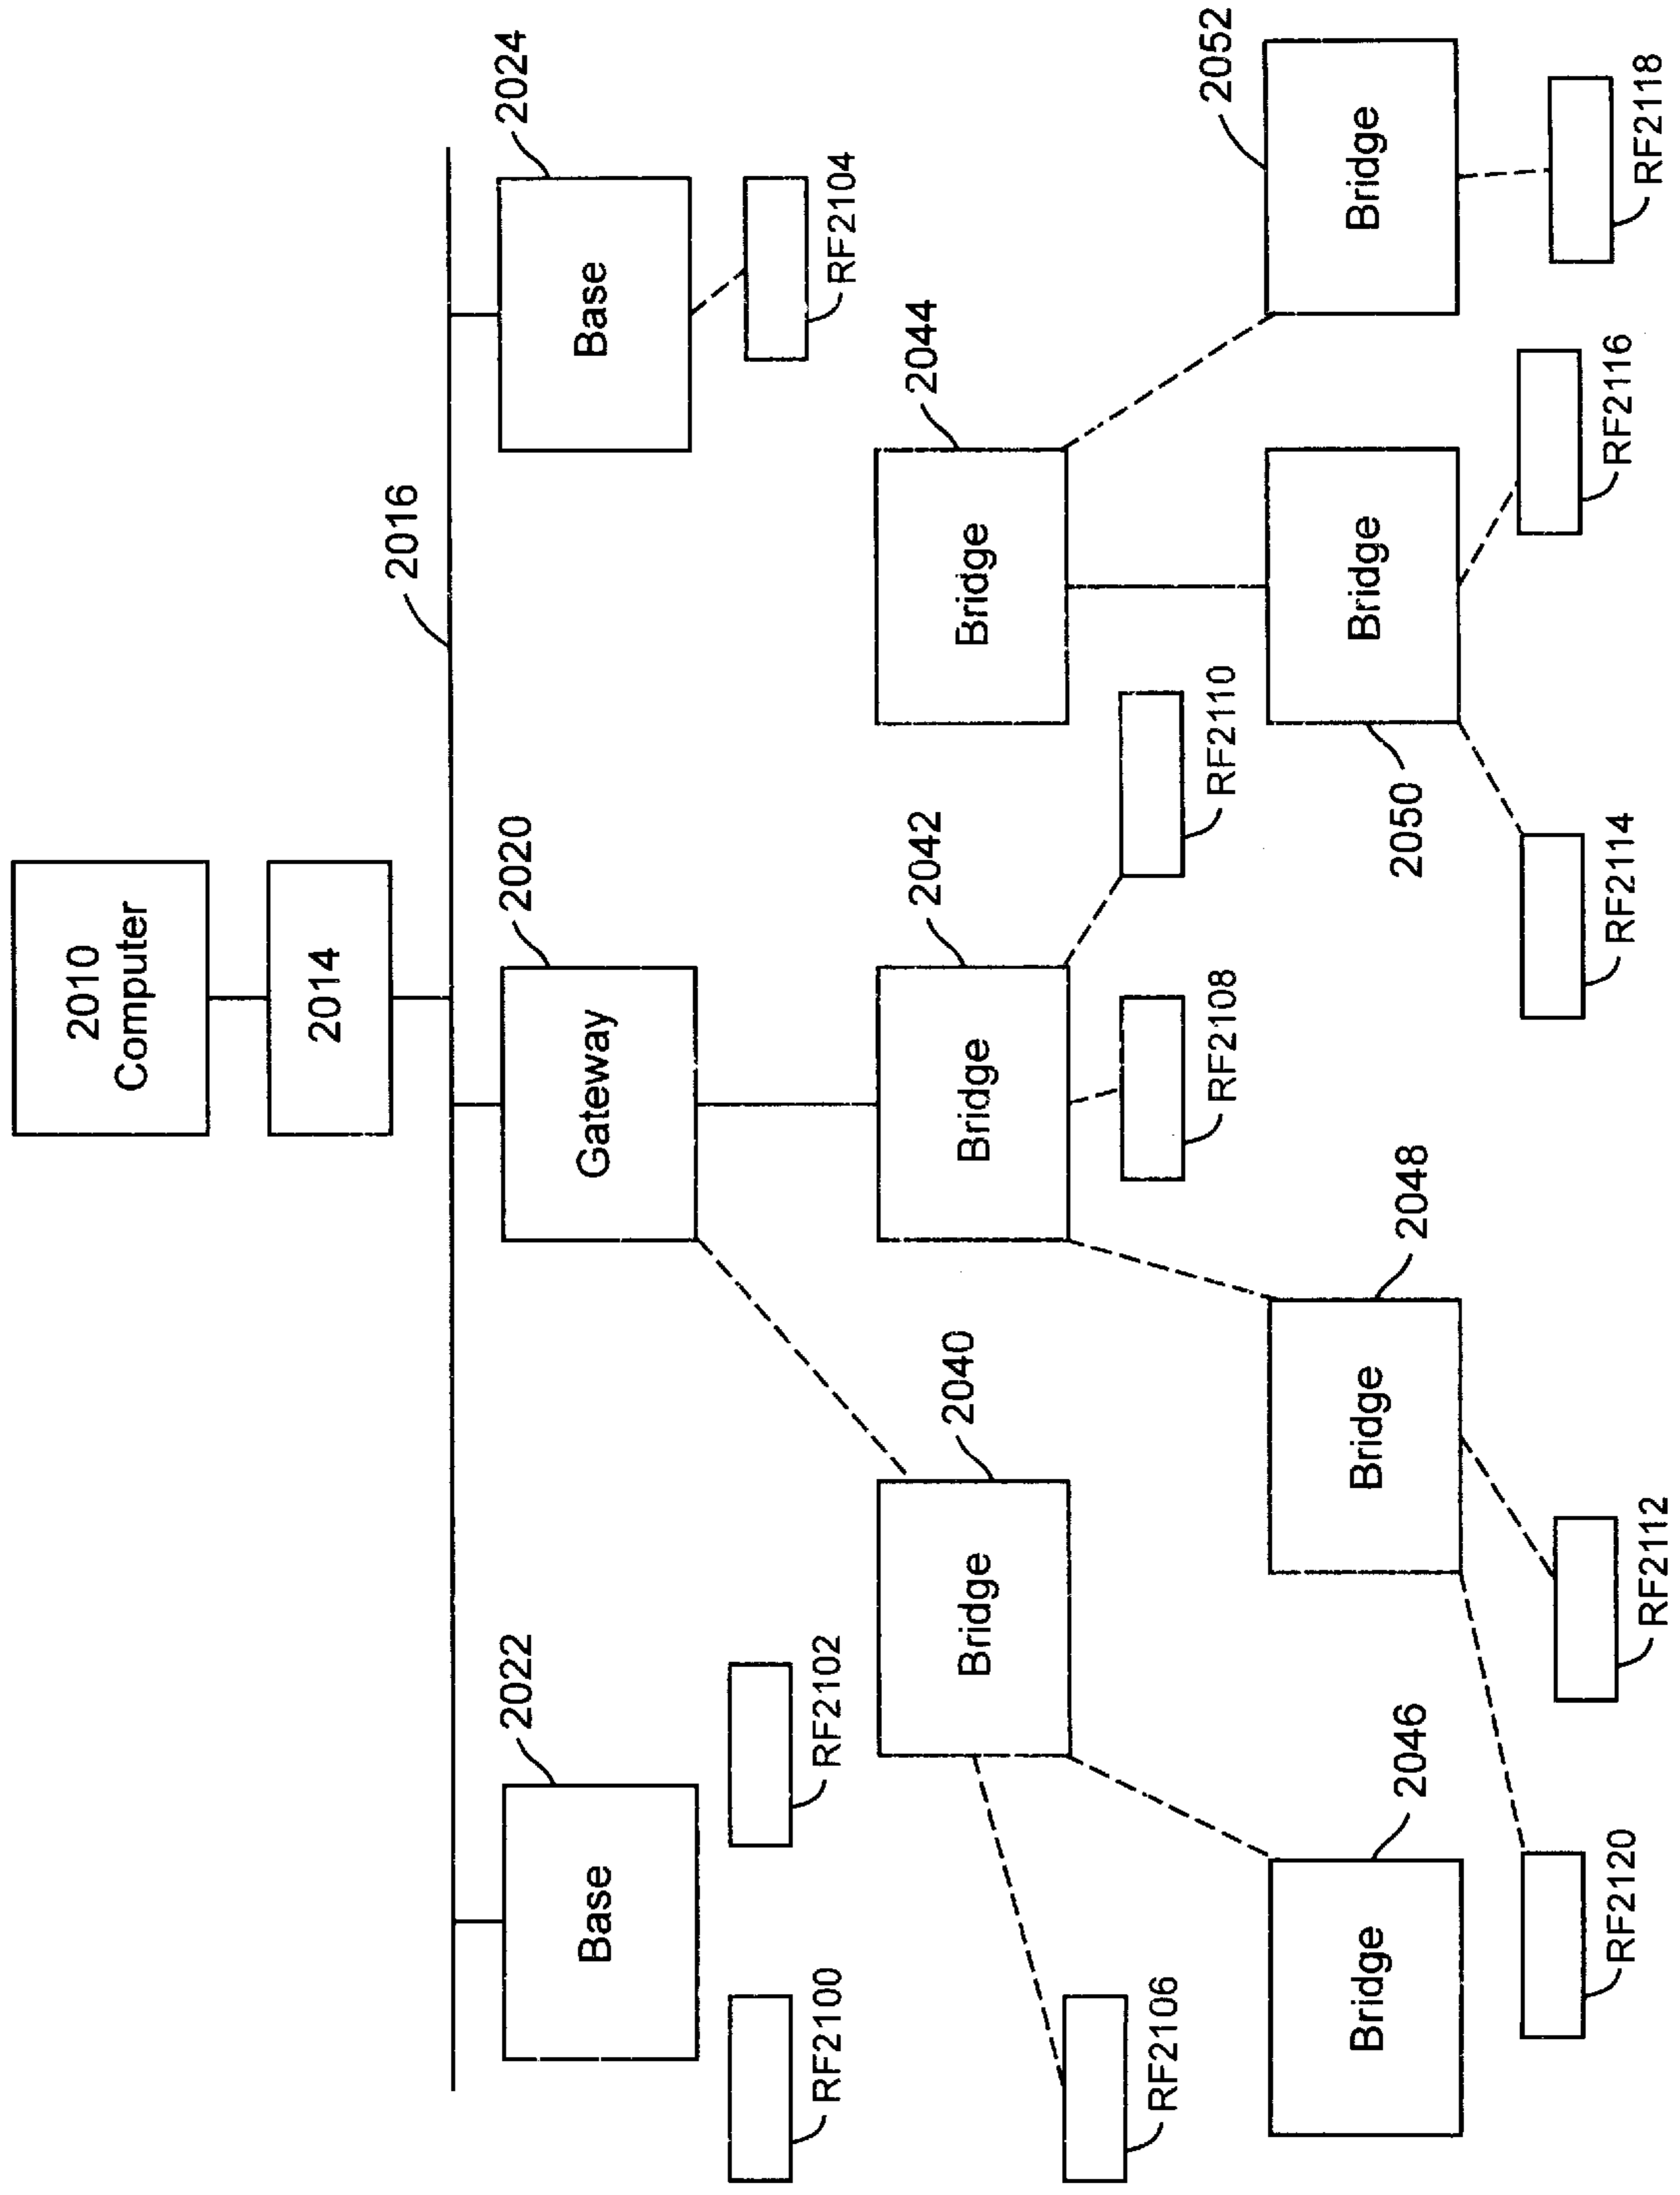 2010
Computer
2014
2016
2022
2020
2024
Base
Gateway
Base
RF2100
RF2102
RF2104
2040
2042
2044
Bridge
Bridge
Bridge
RF2106
RF2108
RF2110
2046
2048
2050
2052
Bridge
Bridge
Bridge
Bridge
RF2120
RF2112
RF2114
RF2116
RF2118